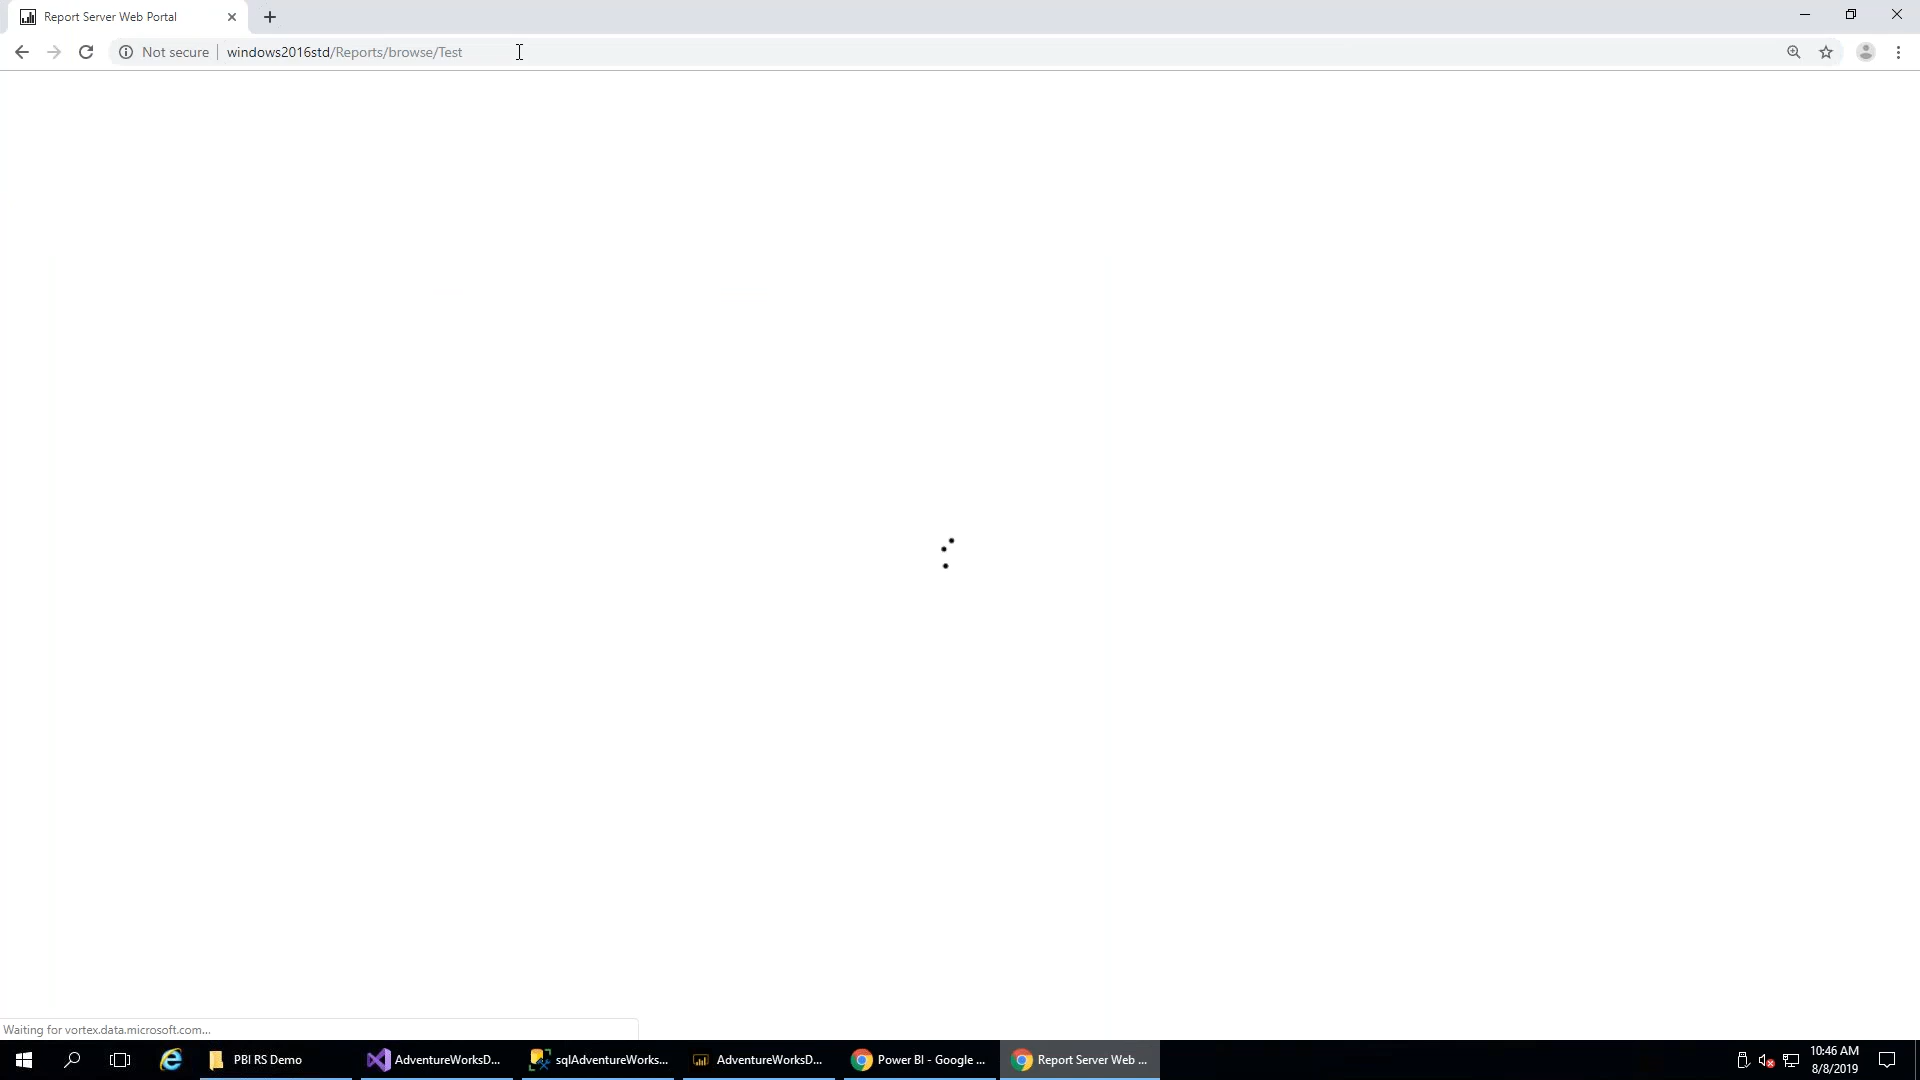 Report Server Web Portal
Not secure windows2016std/Reports/browse/Test
Waiting for vortex.data.microsoft.com...
PBI RS Demo
AdventureWorksD...
sqlAdventureWorks...
AdventureWorksD...
Power BI - Google ...
Report Server Web ...
10:46 AM
8/8/2019